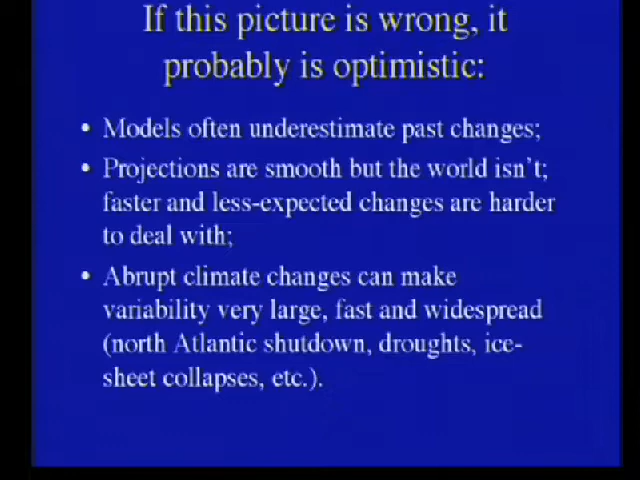 If this picture is wrong, it
probably is optimistic:
• Models often underestimate past changes;
• Projections are smooth but the world isn't;
faster and less-expected changes are harder
to deal with;
• Abrupt climate changes can make
variability very large, fast and widespread
(north Atlantic shutdown, droughts, ice-
sheet collapses, etc.).